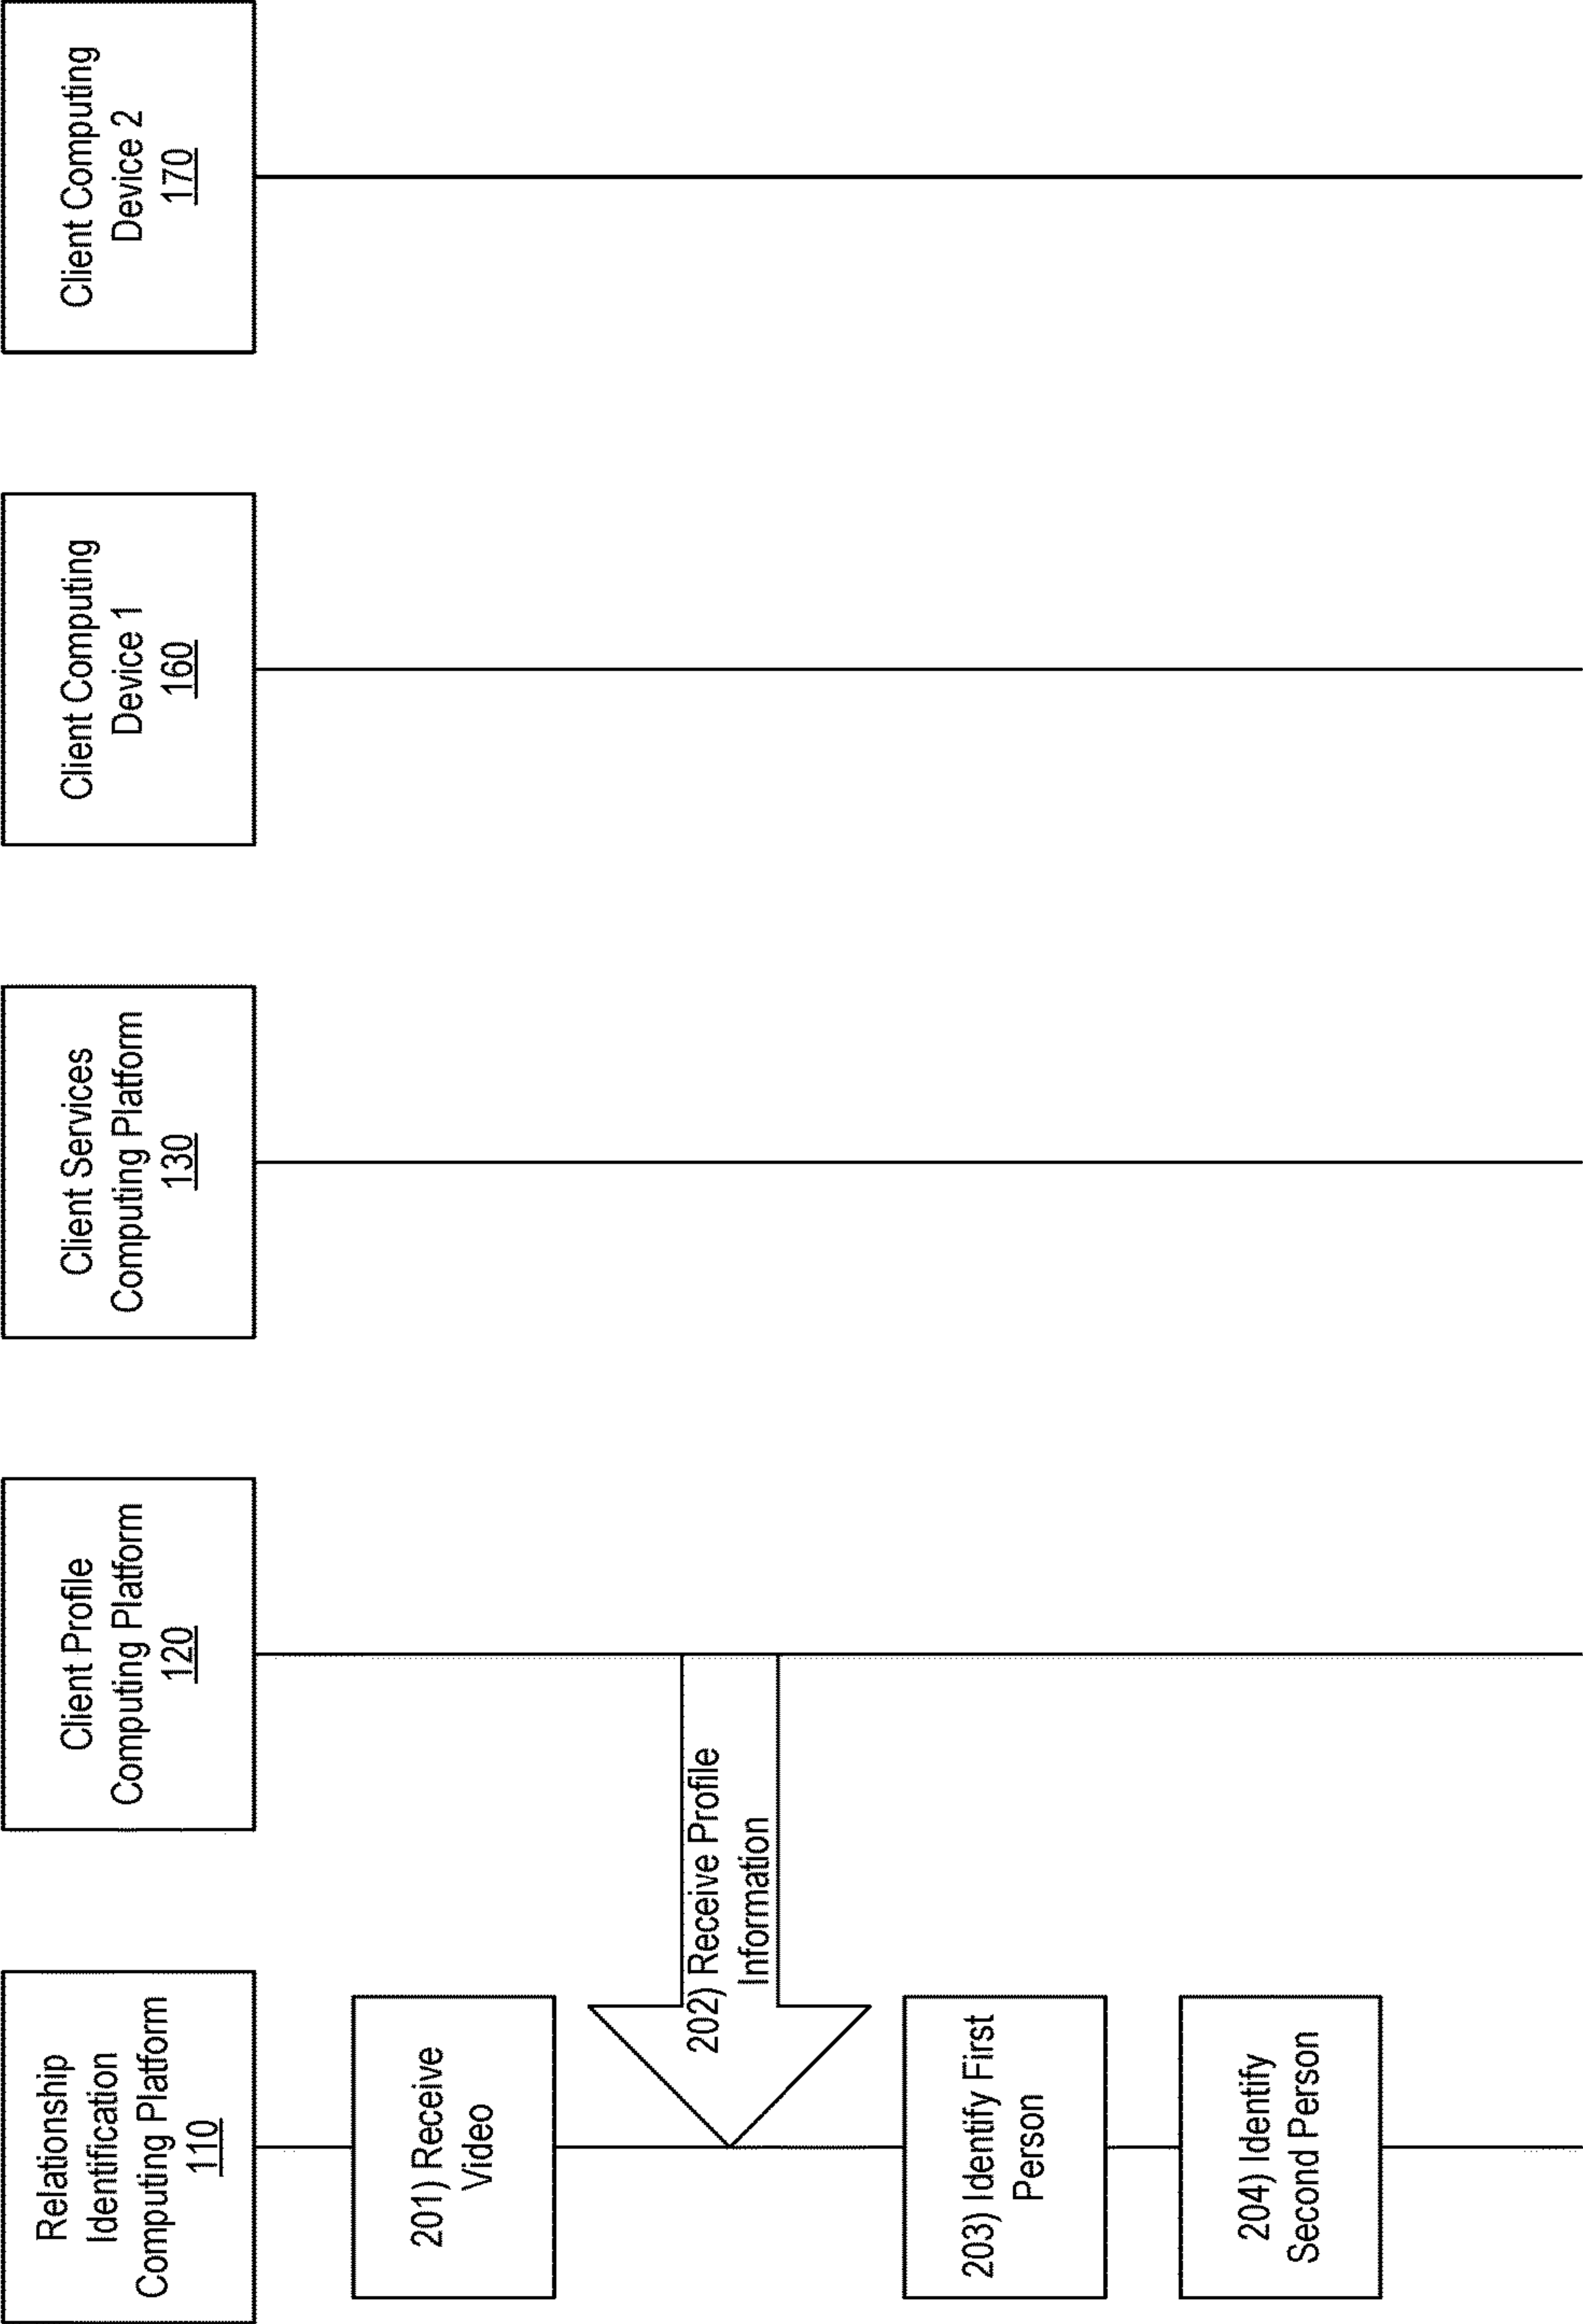 Relationship
Identification
Computing Platform
110
Client Profile
Computing Platform
120
Client Services
Computing Platform
130
Client Computing
Device 1
160
Client Computing
Device 2
170
201) Receive
Video
202) Receive Profile
Information
203) Identify First
Person
204) Identify
Second Person